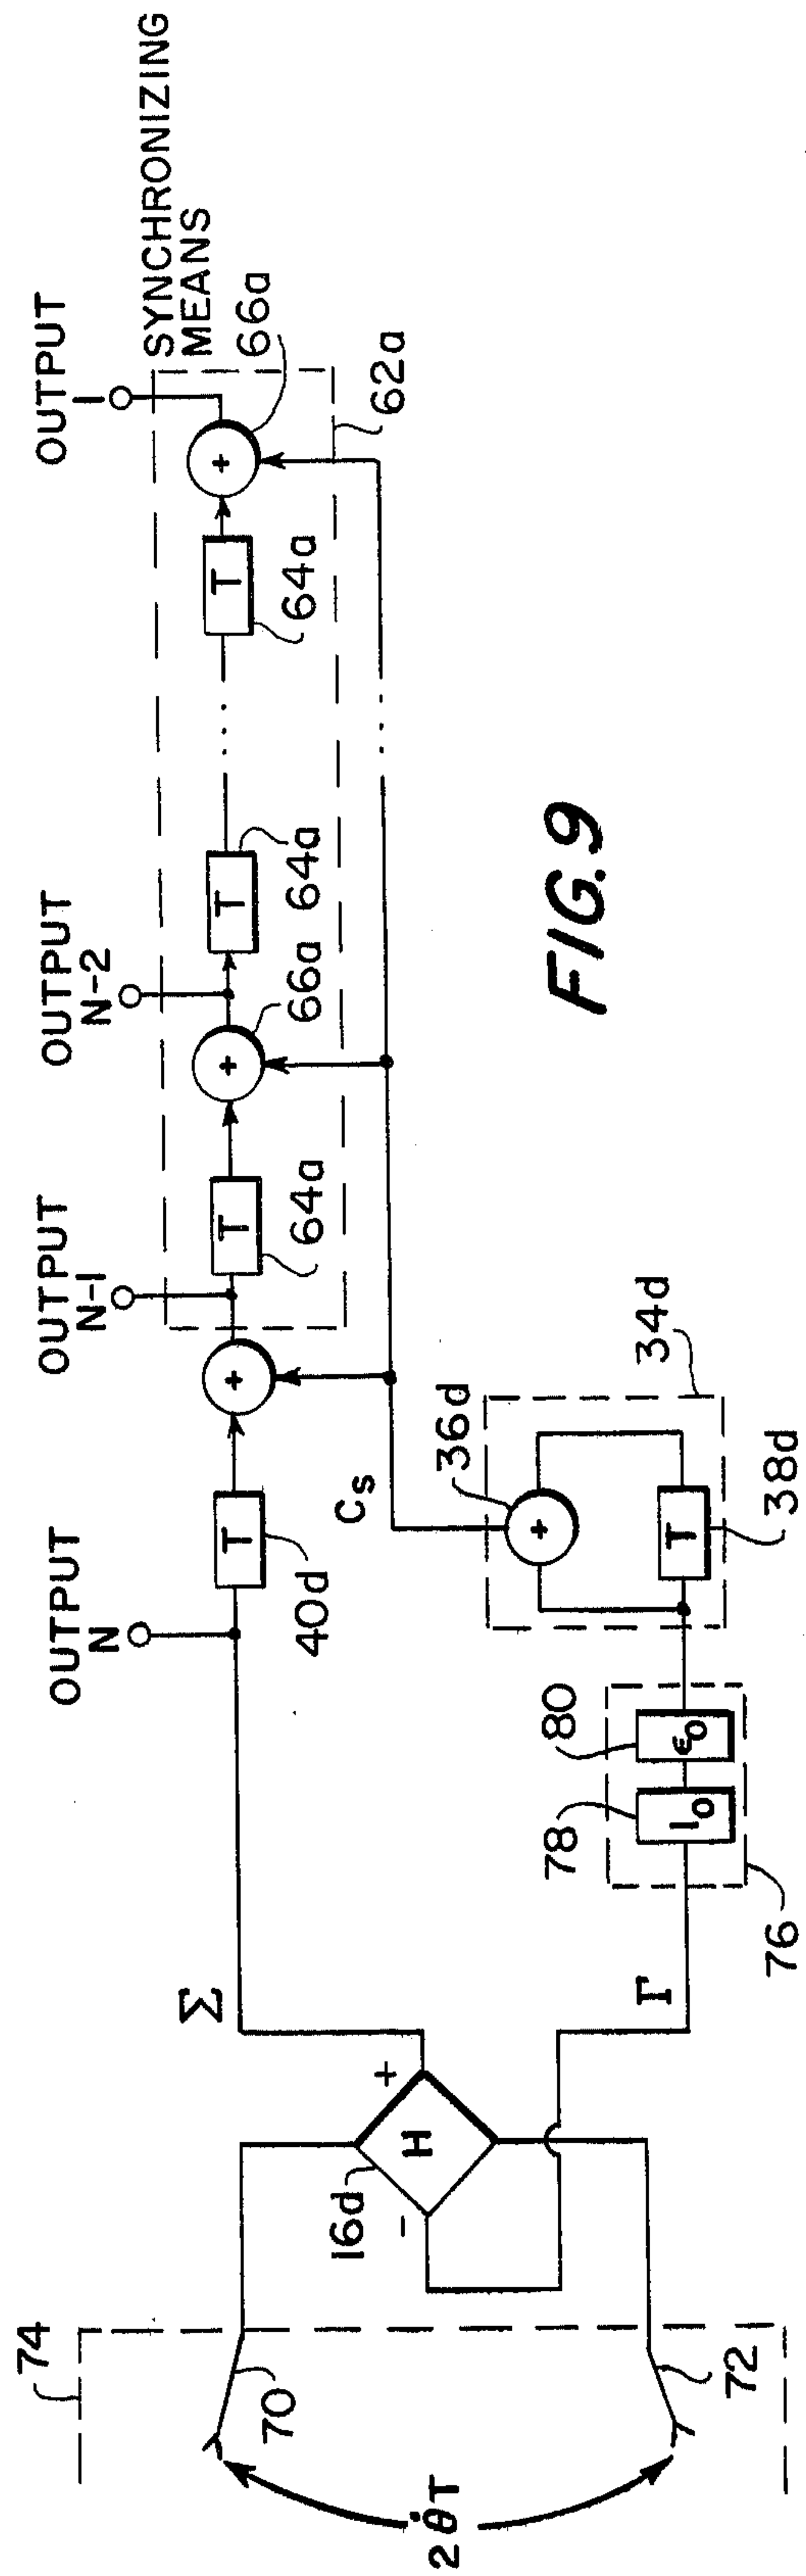 74
70
2θ̇T
72
16d
H
+
-
Σ
Γ
76
78
I₀
80
ε₀
OUTPUT
N
T
40d
+
Cs
36d
+
34d
T
38d
OUTPUT
N-1
T
64a
+
66a
OUTPUT
N-2
T
64a
...
...
T
64a
+
66a
OUTPUT
1
SYNCHRONIZING
MEANS
62a
FIG. 9